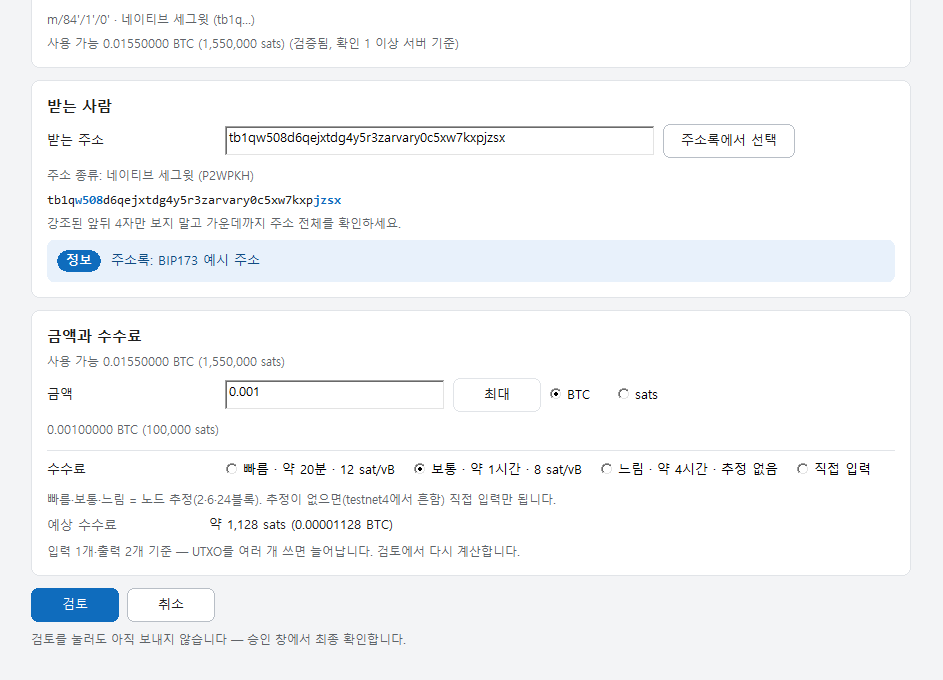 m/84'/1'/0' · 네이티브 세그윗 (tb1q...)
사용 가능 0.01550000 BTC (1,550,000 sats) (검증됨, 확인 1 이상 서버 기준)
받는 사람
받는 주소 tb1qw508d6qejxtdg4y5r3zarvary0c5xw7kxpjzsx 주소록에서 선택
주소 종류: 네이티브 세그윗 (P2WPKH)
tb1qw508d6qejxtdg4y5r3zarvary0c5xw7kxpjzsx
강조된 앞뒤 4자만 보지 말고 가운데까지 주소 전체를 확인하세요.
정보 주소록: BIP173 예시 주소
금액과 수수료
사용 가능 0.01550000 BTC (1,550,000 sats)
금액 0.001 최대 BTC sats
0.00100000 BTC (100,000 sats)
수수료 빠름 · 약 20분 · 12 sat/vB 보통 · 약 1시간 · 8 sat/vB 느림 · 약 4시간 · 추정 없음 직접 입력
빠름·보통·느림 = 노드 추정(2·6·24블록). 추정이 없으면(testnet4에서 흔함) 직접 입력만 됩니다.
예상 수수료 약 1,128 sats (0.00001128 BTC)
입력 1개·출력 2개 기준 — UTXO를 여러 개 쓰면 늘어납니다. 검토에서 다시 계산합니다.
검토 취소
검토를 눌러도 아직 보내지 않습니다 — 승인 창에서 최종 확인합니다.